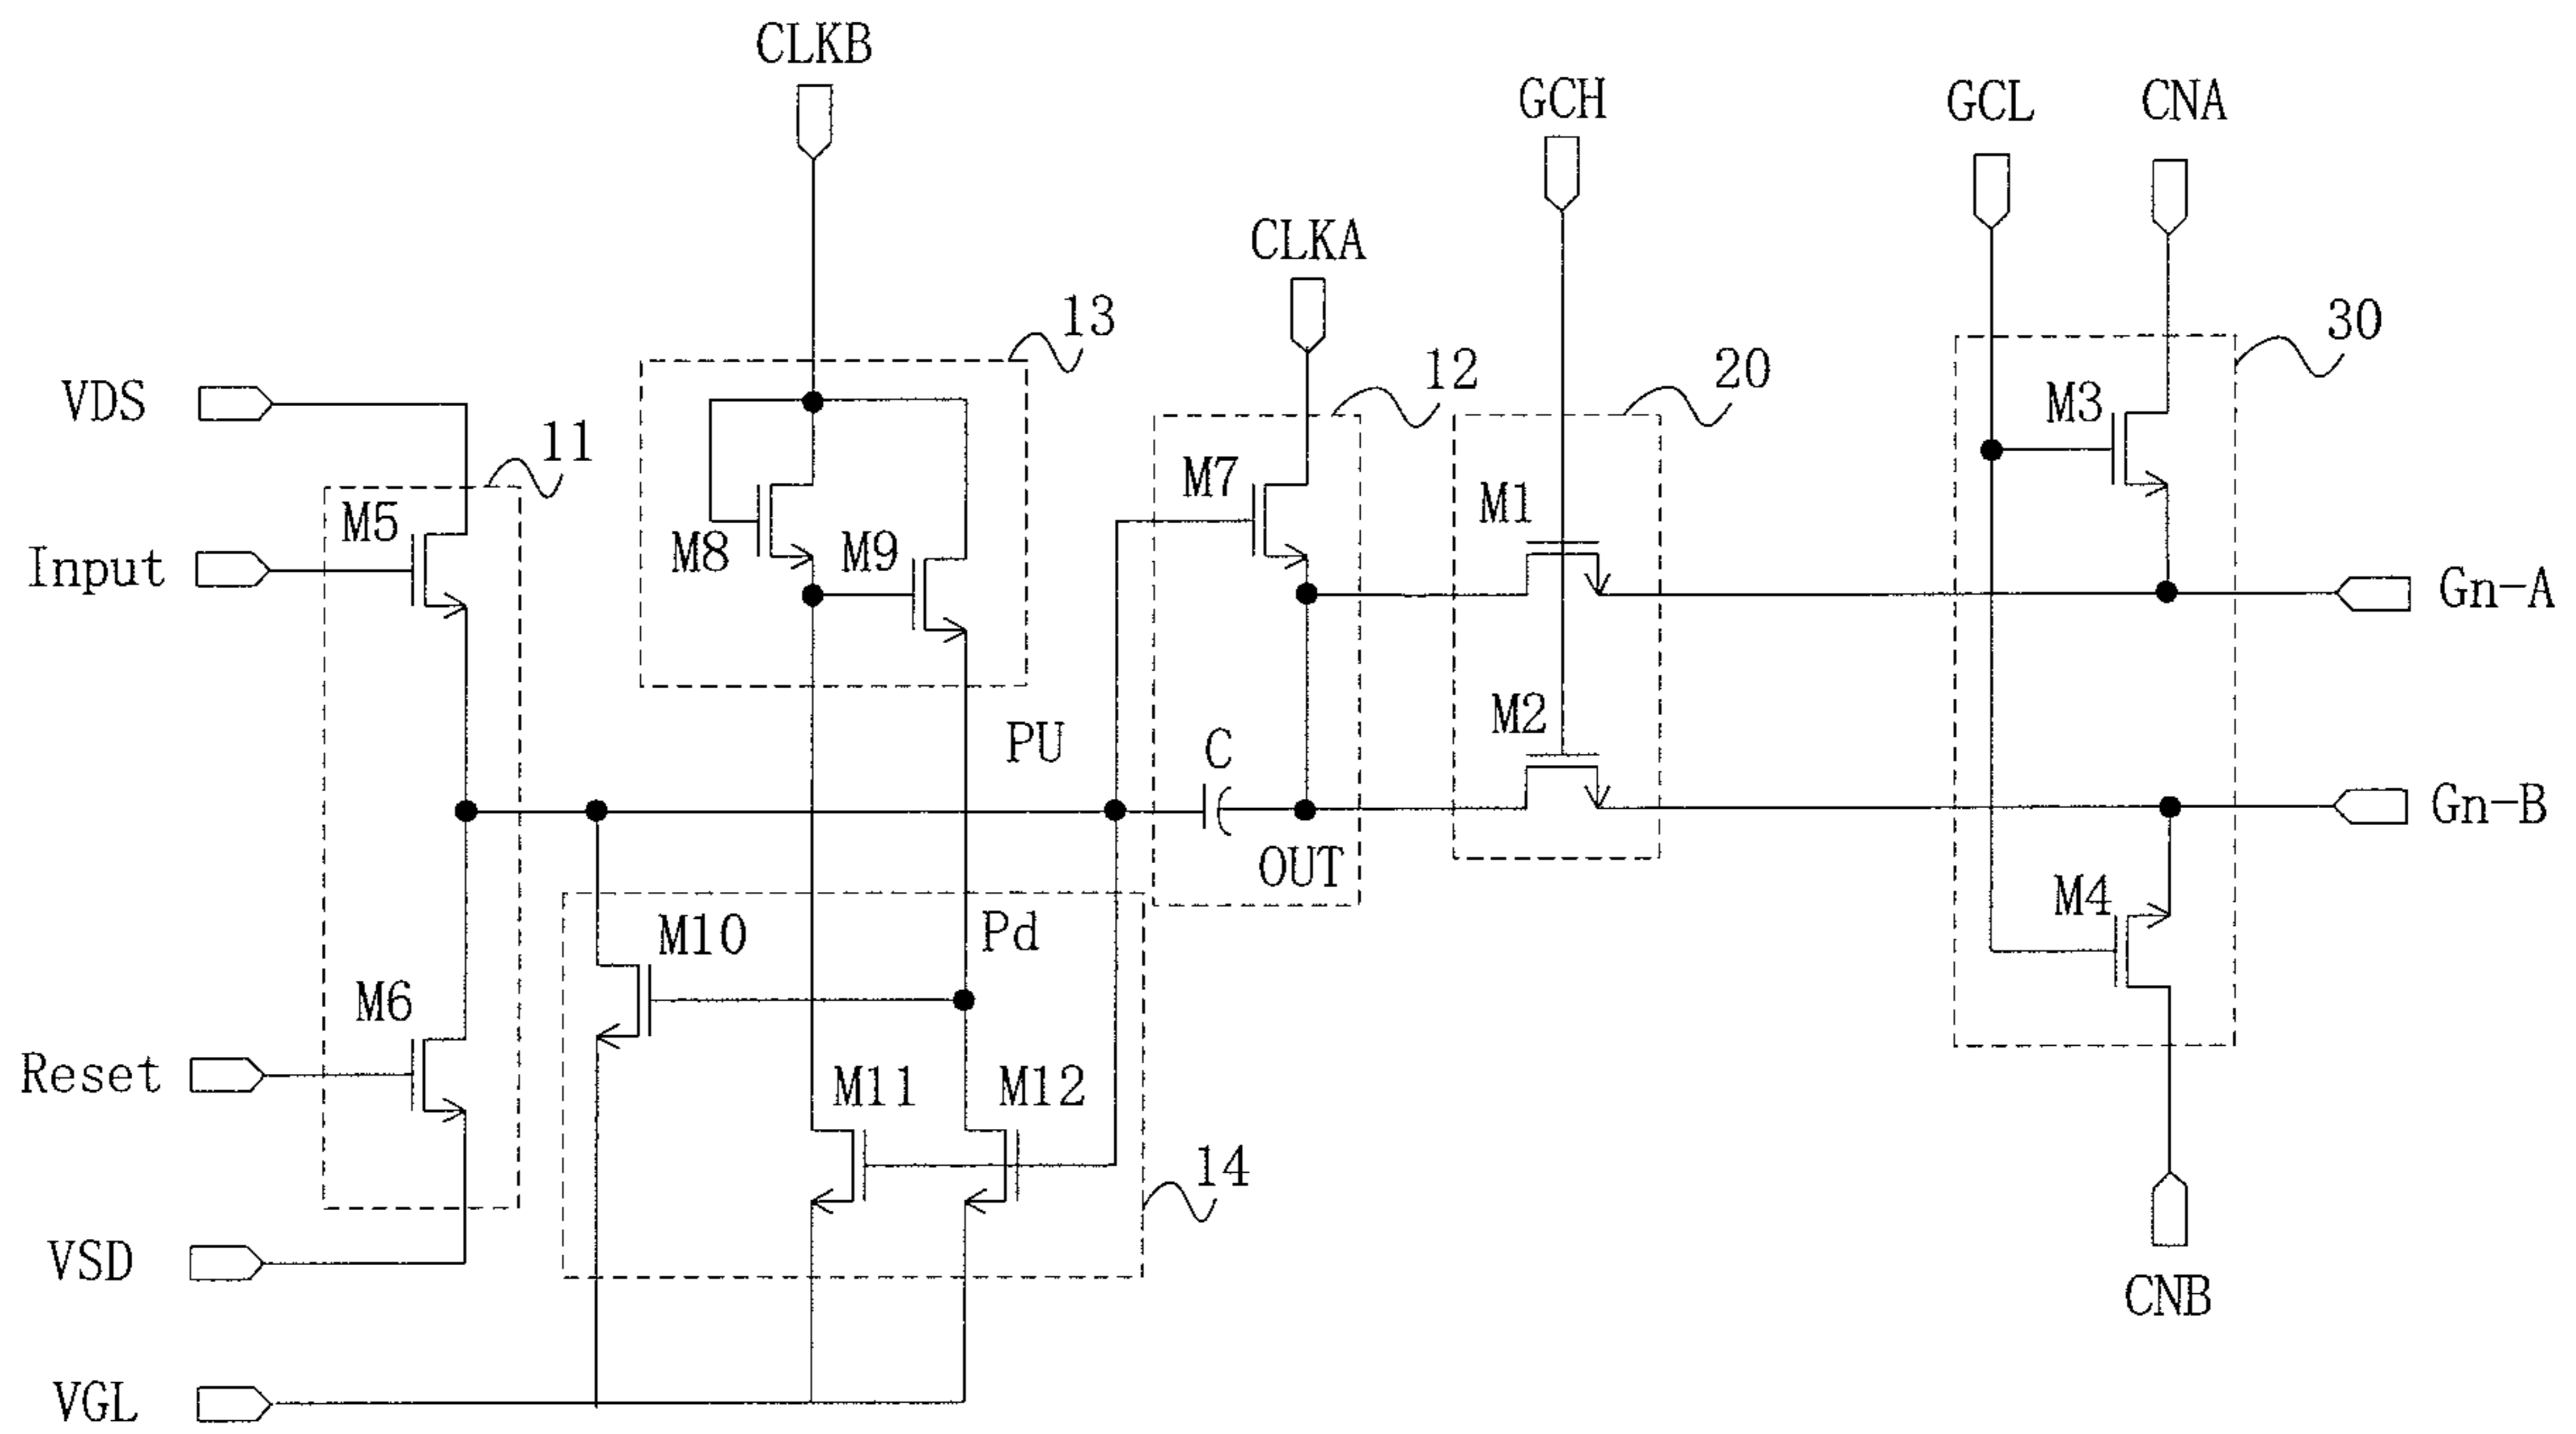 CLKB
GCH
GCL
CNA
CLKA
13
30
12
20
VDS
M3
11
M7
M5
M1
M8
M9
Input
Gn-A
M2
PU
C
Gn-B
OUT
M4
M10
Pd
M6
Reset
M11
M12
14
VSD
CNB
VGL